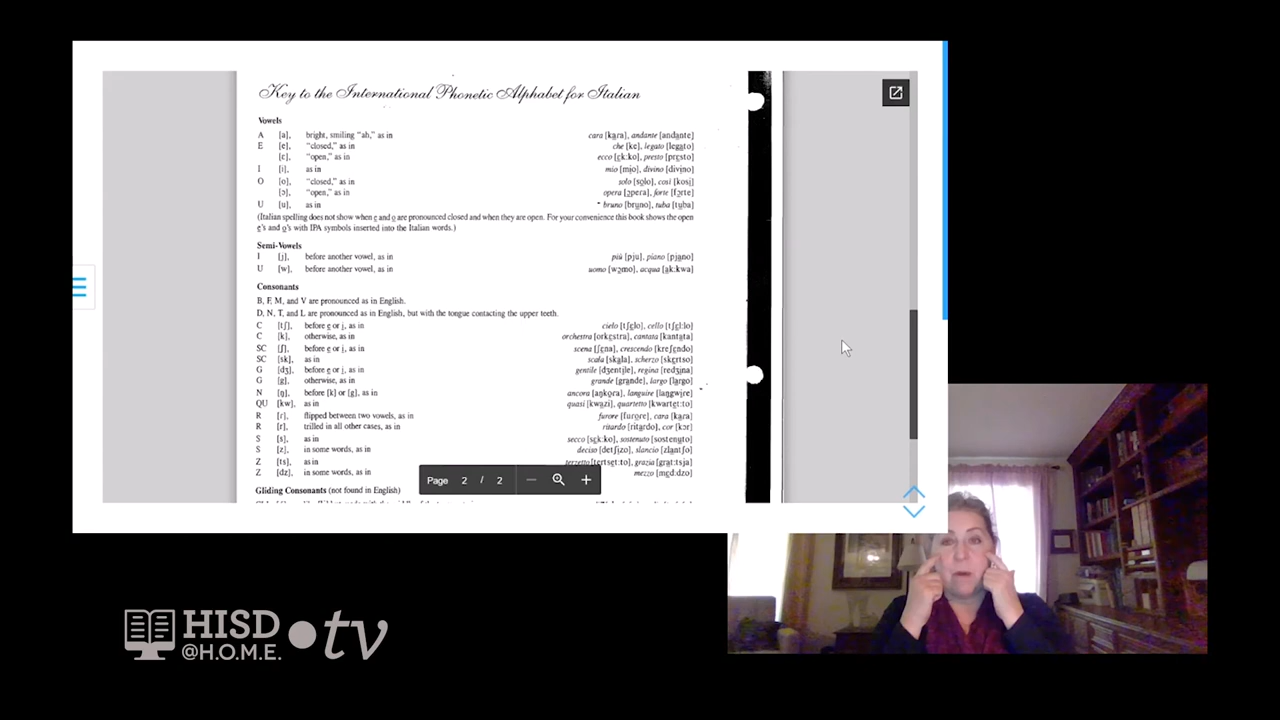 Key to the International Phonetic Alphabet for Italian
Vowels
A [a], bright, smiling "ah," as in cara [kara], andante [andante]
E [e], "closed," as in che [ke], legato [legato]
[ɛ], "open," as in ecco [ɛk:ko], presto [prɛsto]
I [i], as in mio [mio], divino [divino]
O [o], "closed," as in solo [solo], così [kosi]
[ɔ], "open," as in opera [ɔpera], forte [fɔrte]
U [u], as in bruno [bruno], tuba [tuba]
(Italian spelling does not show when e and o are pronounced closed and when they are open. For your convenience this book shows the open
e's and o's with IPA symbols inserted into the Italian words.)
Semi-Vowels
I [j], before another vowel, as in più [pju], piano [pjano]
U [w], before another vowel, as in uomo [wɔmo], acqua [ak:kwa]
Consonants
B, F, M, and V are pronounced as in English.
D, N, T, and L are pronounced as in English, but with the tongue contacting the upper teeth.
C [tʃ], before e or i, as in cielo [tʃɛlo], cello [tʃɛl:lo]
C [k], otherwise, as in orchestra [orkɛstra], cantata [kantata]
SC [ʃ], before e or i, as in scena [ʃɛna], crescendo [kreʃɛndo]
SC [sk], as in scala [skala], scherzo [skɛrtso]
G [dʒ], before e or i, as in gentile [dʒentile], regina [redʒina]
G [g], otherwise, as in grande [grande], largo [largo]
N [ŋ], before [k] or [g], as in ancora [aŋkora], languire [laŋgwire]
QU [kw], as in quasi [kwazi], quartetto [kwartet:to]
R [ɾ], flipped between two vowels, as in furore [furore], cara [kara]
R [r], trilled in all other cases, as in ritardo [ritardo], cor [kɔr]
S [s], as in secco [sek:ko], sostenuto [sostenuto]
S [z], in some words, as in deciso [detʃizo], slancio [zlantʃo]
Z [ts], as in terzetto [tertset:to], grazia [grat:tsja]
Z [dz], in some words, as in mezzo [mɛd:dzo]
Gliding Consonants (not found in English)
Page 2 / 2
HISD
@H.O.M.E.
tv